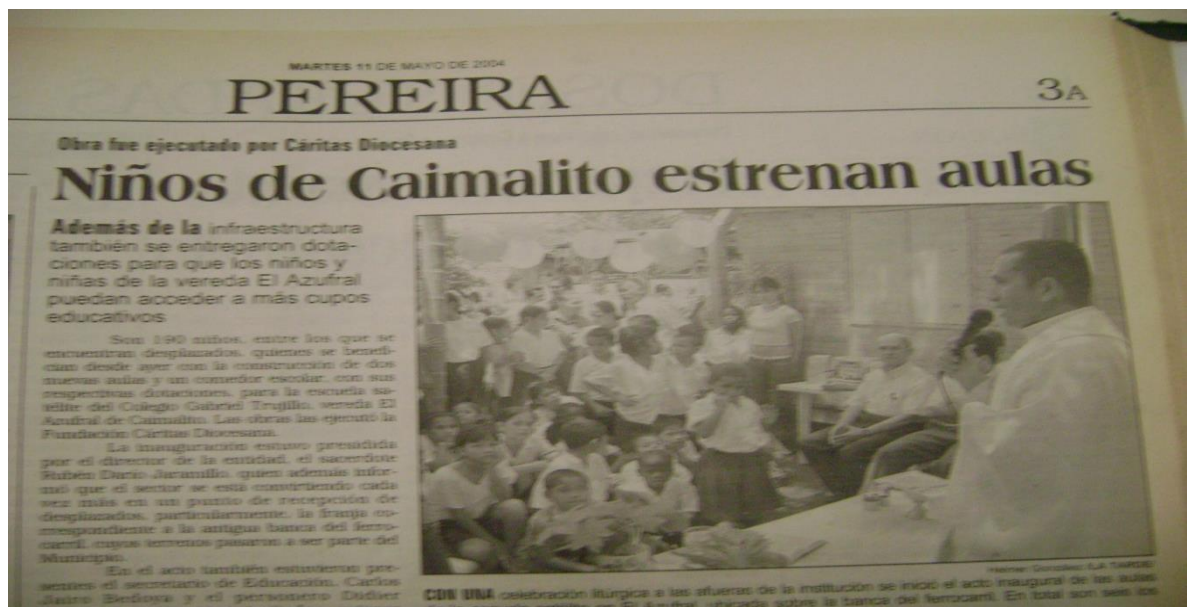 MARTES 11 DE MAYO DE 2004
PEREIRA
3A
Obra fue ejecutado por Cáritas Diocesana
Niños de Caimalito estrenan aulas
Además de la infraestructura
también se entregaron dota-
ciones para que los niños y
niñas de la vereda El Azufral
puedan acceder a más cupos
educativos
Son 190 niños, entre los que se
encuentran desplazados, quienes se benefi-
cian desde ayer con la construcción de dos
nuevas aulas y un comedor escolar, con sus
respectivas dotaciones, para la escuela sa-
télite del Colegio Gabriel Trujillo, vereda El
Azufral de Caimalito. Las obras las ejecutó la
Fundación Cáritas Diocesana.
La inauguración estuvo presidida
por el director de la entidad, el sacerdote
Rubén Darío Jaramillo, quien además infor-
mó que el sector se está convirtiendo cada
vez más en un punto de recepción de
desplazados, particularmente, la franja co-
rrespondiente a la antigua banca del ferro-
carril, cuyos terrenos pasaron a ser parte del
Municipio.
En el acto también estuvieron pre-
sentes el secretario de Educación, Carlos
Jairo Bedoya y el personero Didier
González /LA TARDE
CON UNA celebración litúrgica a las afueras de la institución se inició el acto inaugural de las aulas
El Azufral, ubicada sobre la banca del ferrocarril. En total son seis los